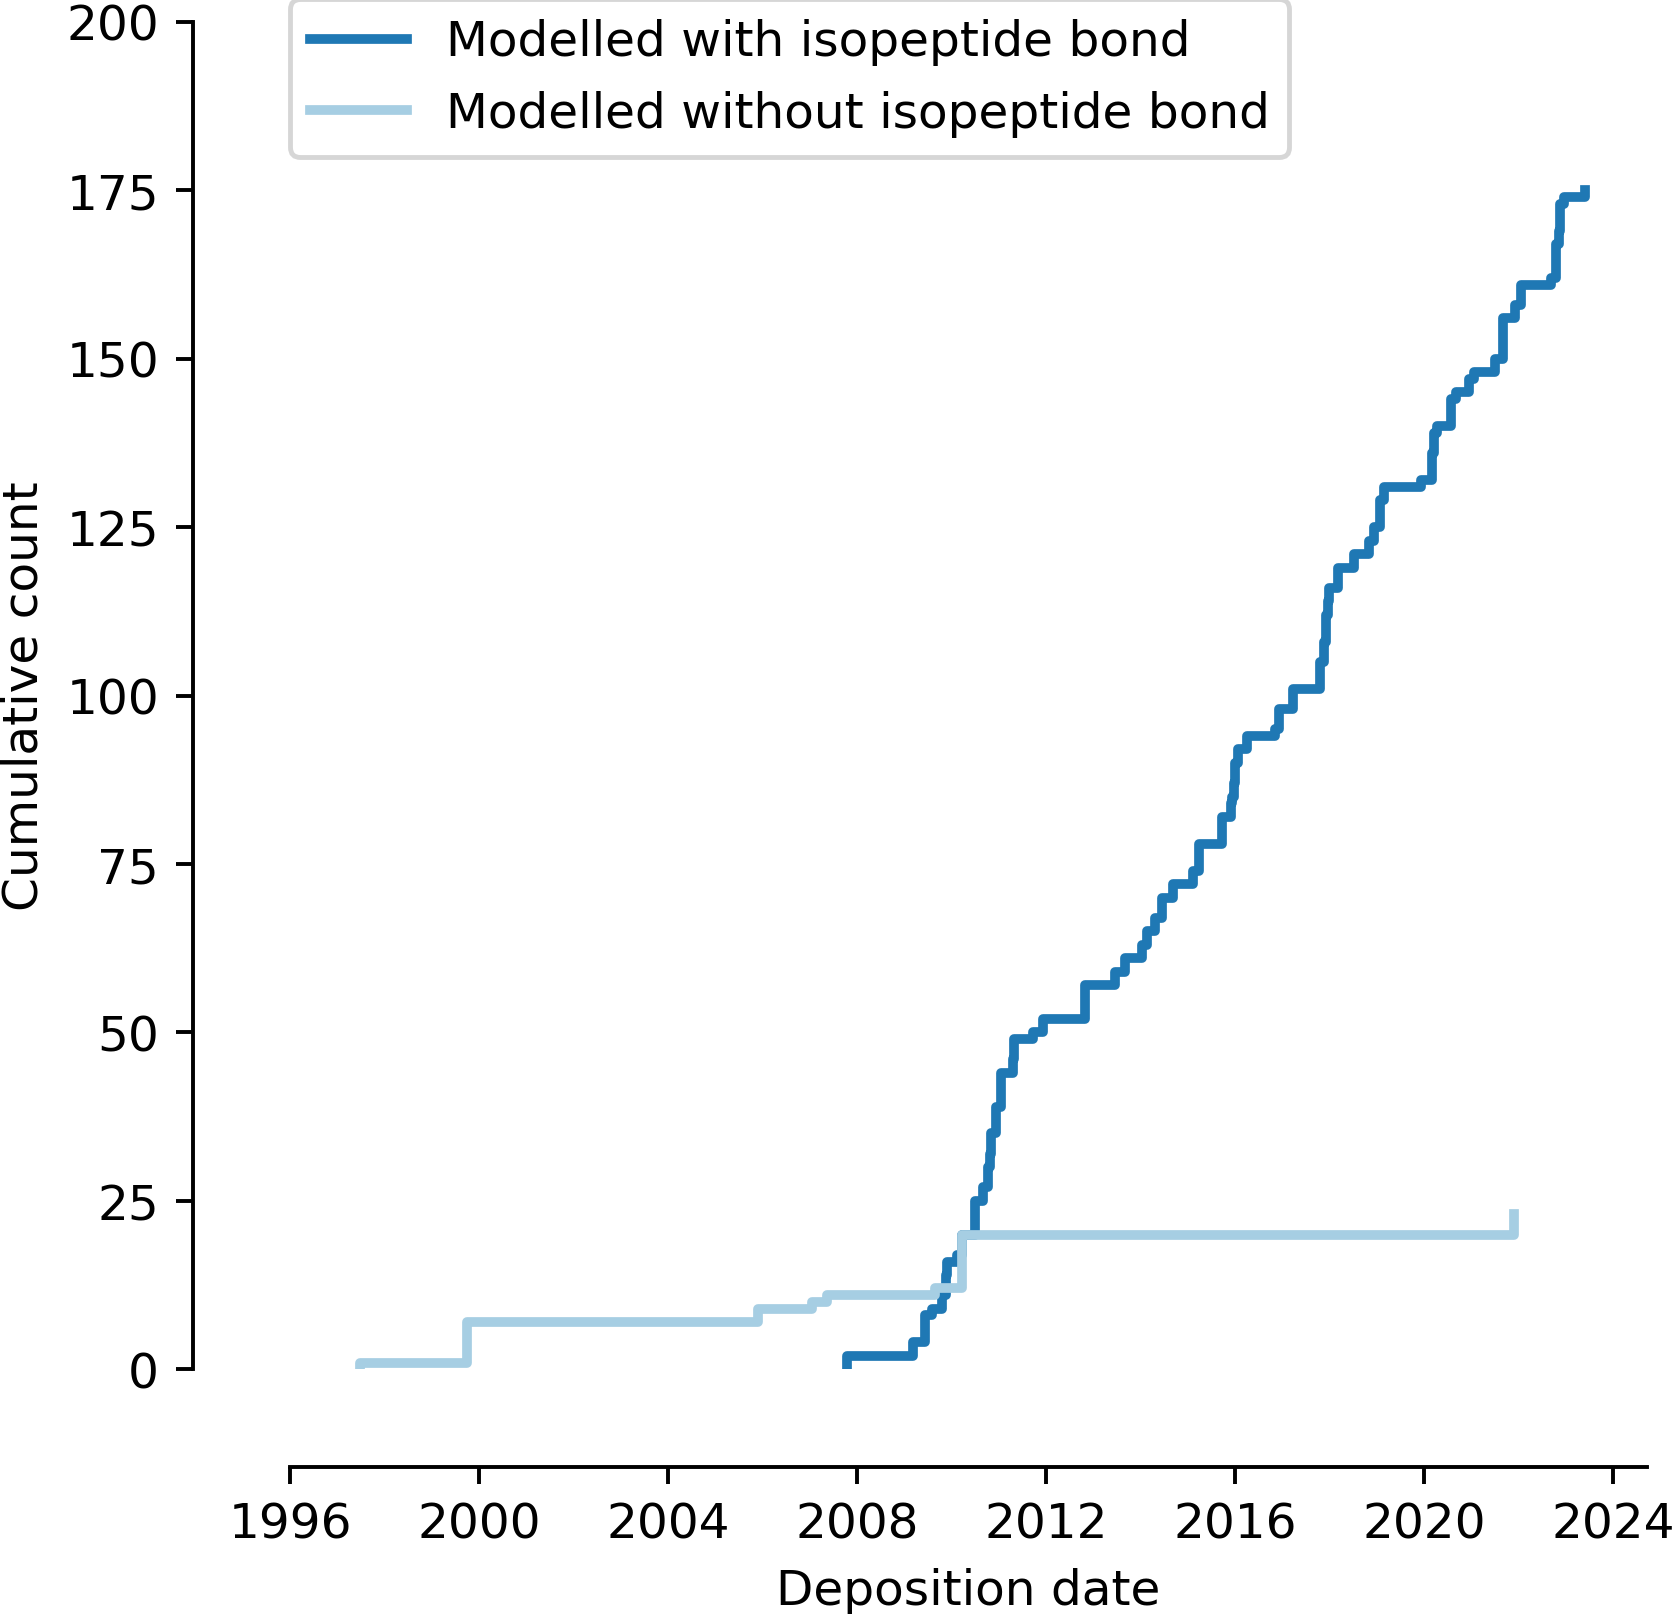 Modelled with isopeptide bond
Modelled without isopeptide bond
200
175
150
125
100
75
50
25
0
Cumulative count
1996 2000 2004 2008 2012 2016 2020 2024
Deposition date